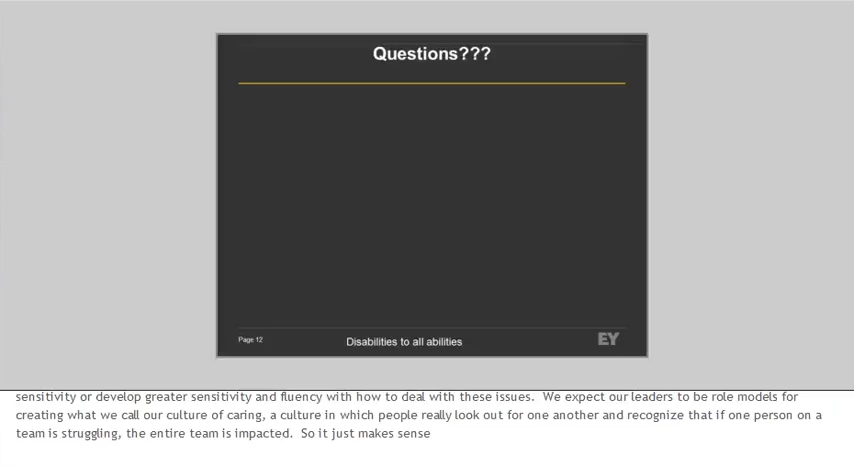 Questions???
Page 12
Disabilities to all abilities
EY
sensitivity or develop greater sensitivity and fluency with how to deal with these issues.  We expect our leaders to be role models for
creating what we call our culture of caring, a culture in which people really look out for one another and recognize that if one person on a
team is struggling, the entire team is impacted.  So it just makes sense